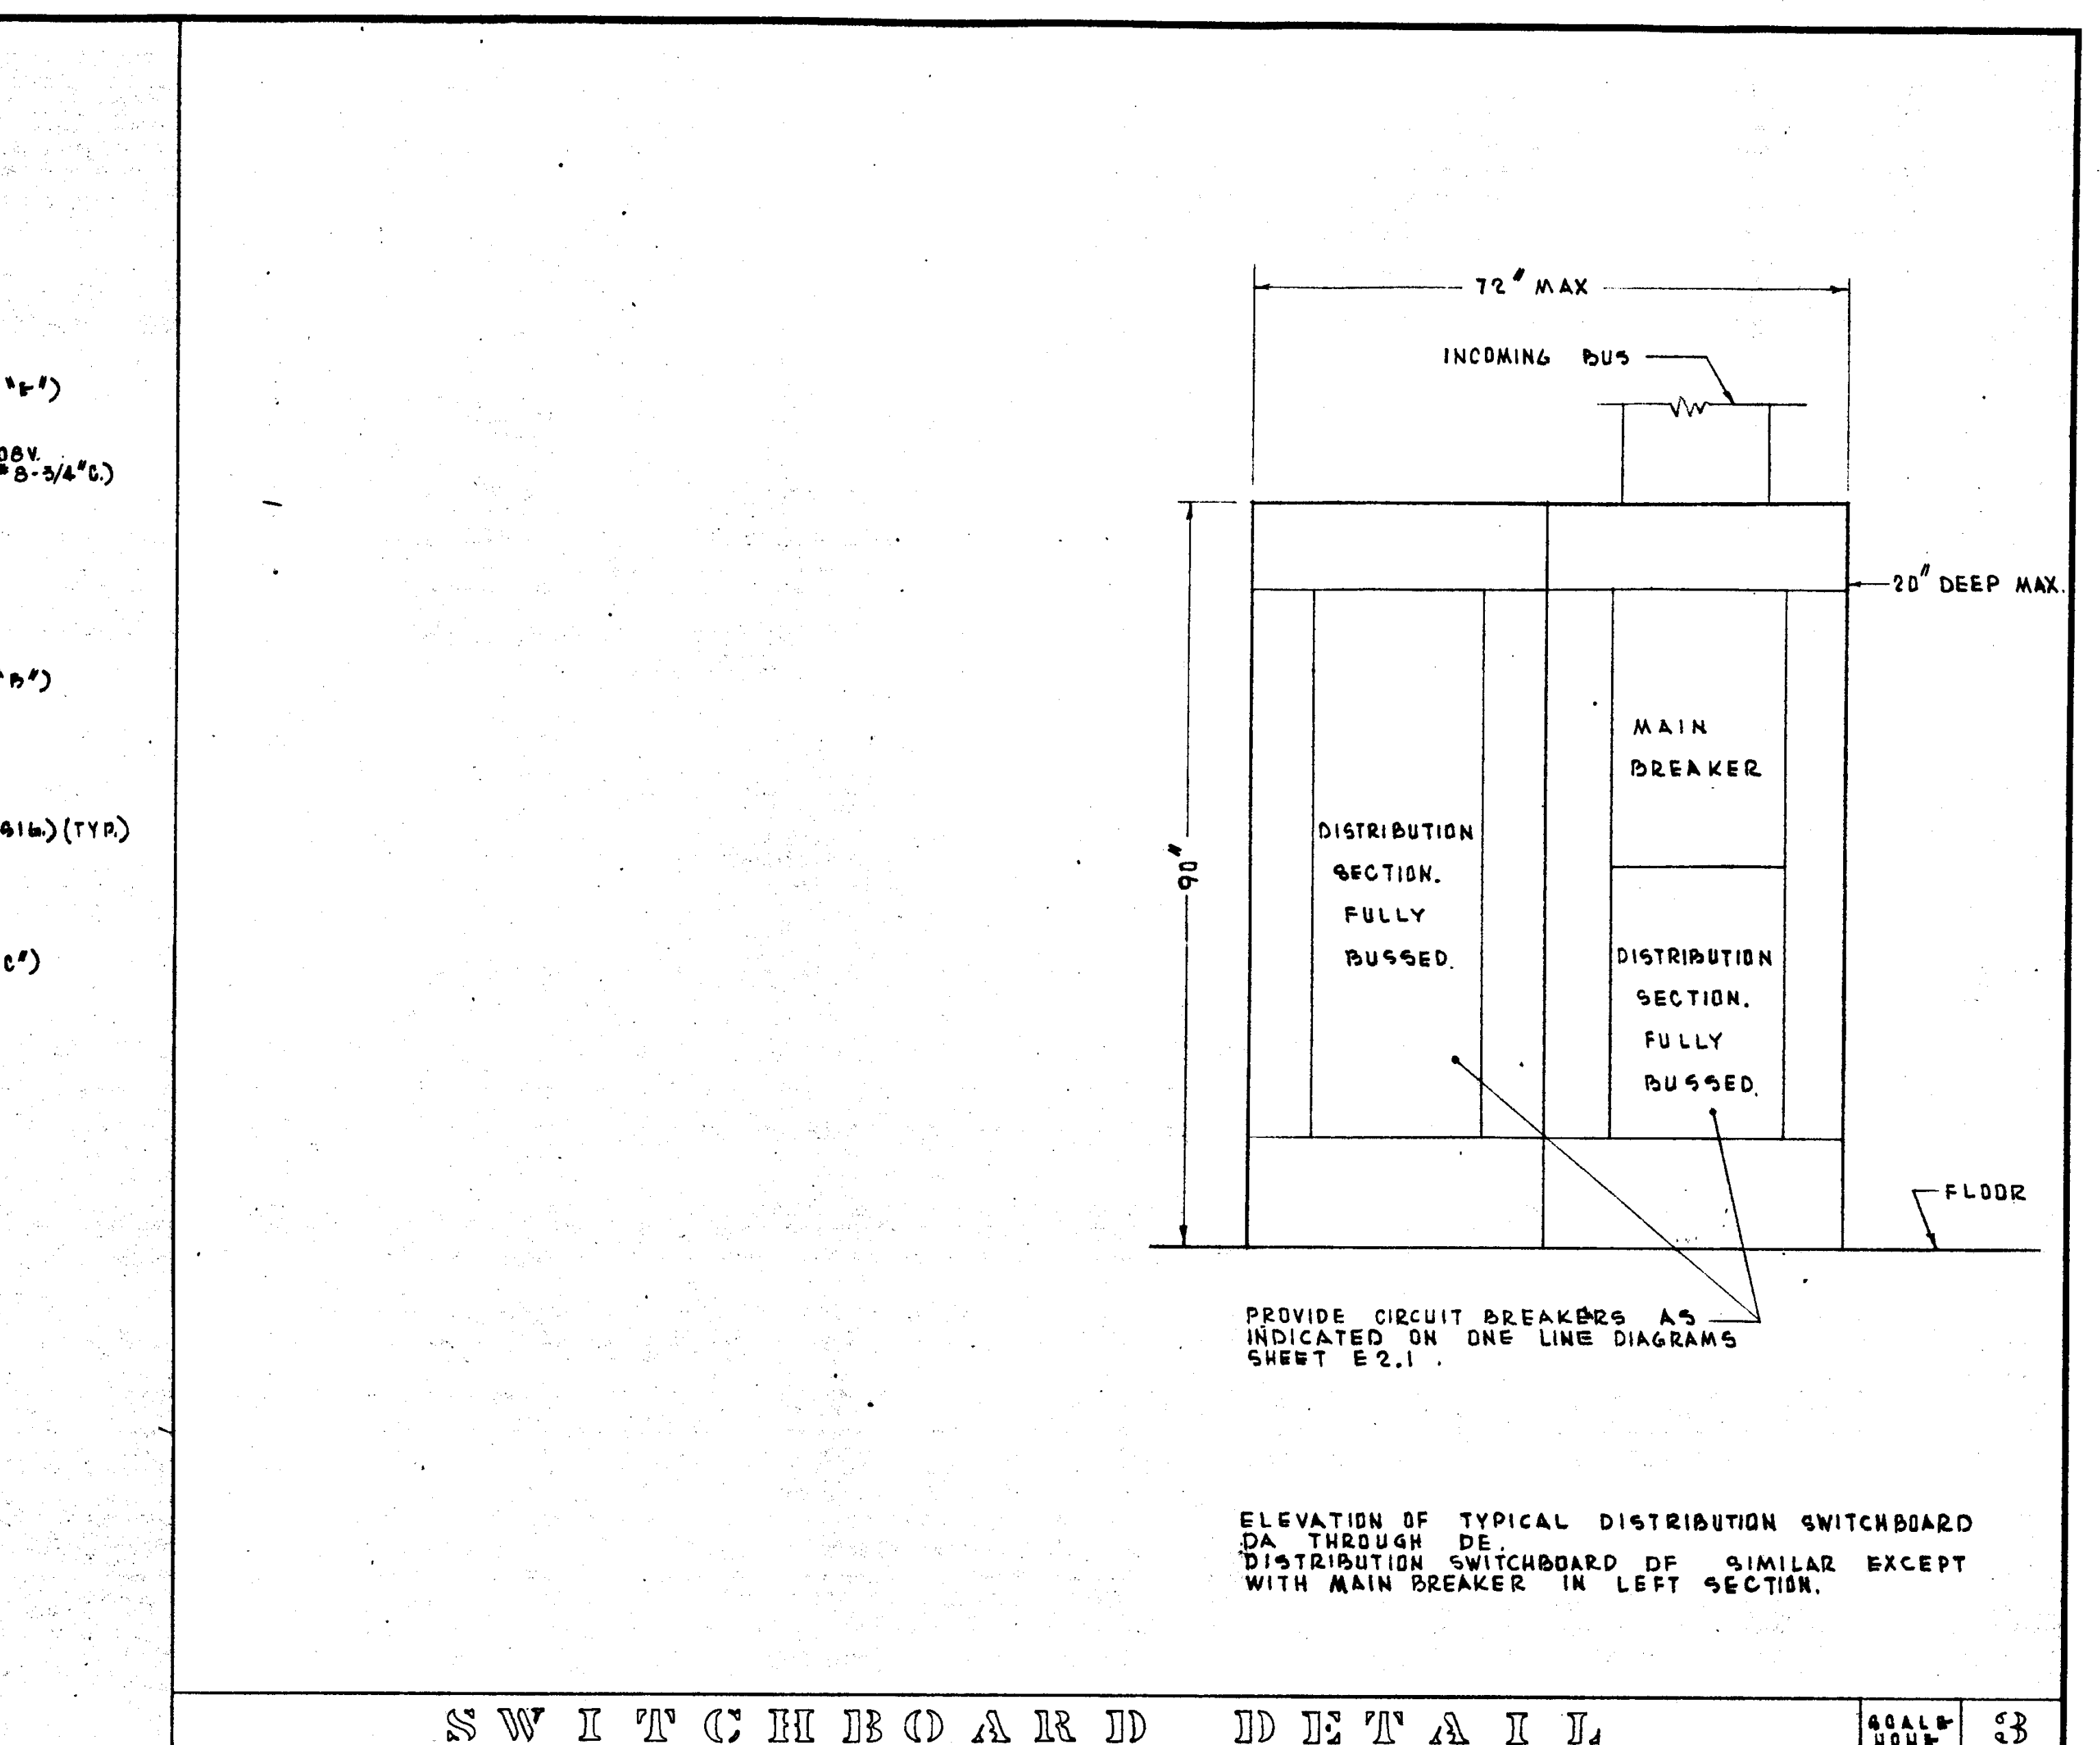 "E")
08V.
#8-3/4"C.)
B")
SIG.) (TYP.)
C")
72" MAX
INCOMING BUS
20" DEEP MAX.
90"
MAIN
BREAKER
DISTRIBUTION
SECTION.
FULLY
BUSSED.
DISTRIBUTION
SECTION.
FULLY
BUSSED.
FLOOR
PROVIDE CIRCUIT BREAKERS AS
INDICATED ON ONE LINE DIAGRAMS
SHEET E2.1 .
ELEVATION OF TYPICAL DISTRIBUTION SWITCHBOARD
DA THROUGH DE.
DISTRIBUTION SWITCHBOARD DF SIMILAR EXCEPT
WITH MAIN BREAKER IN LEFT SECTION.
SWITCHBOARD DETAIL
SCALE
NONE
3